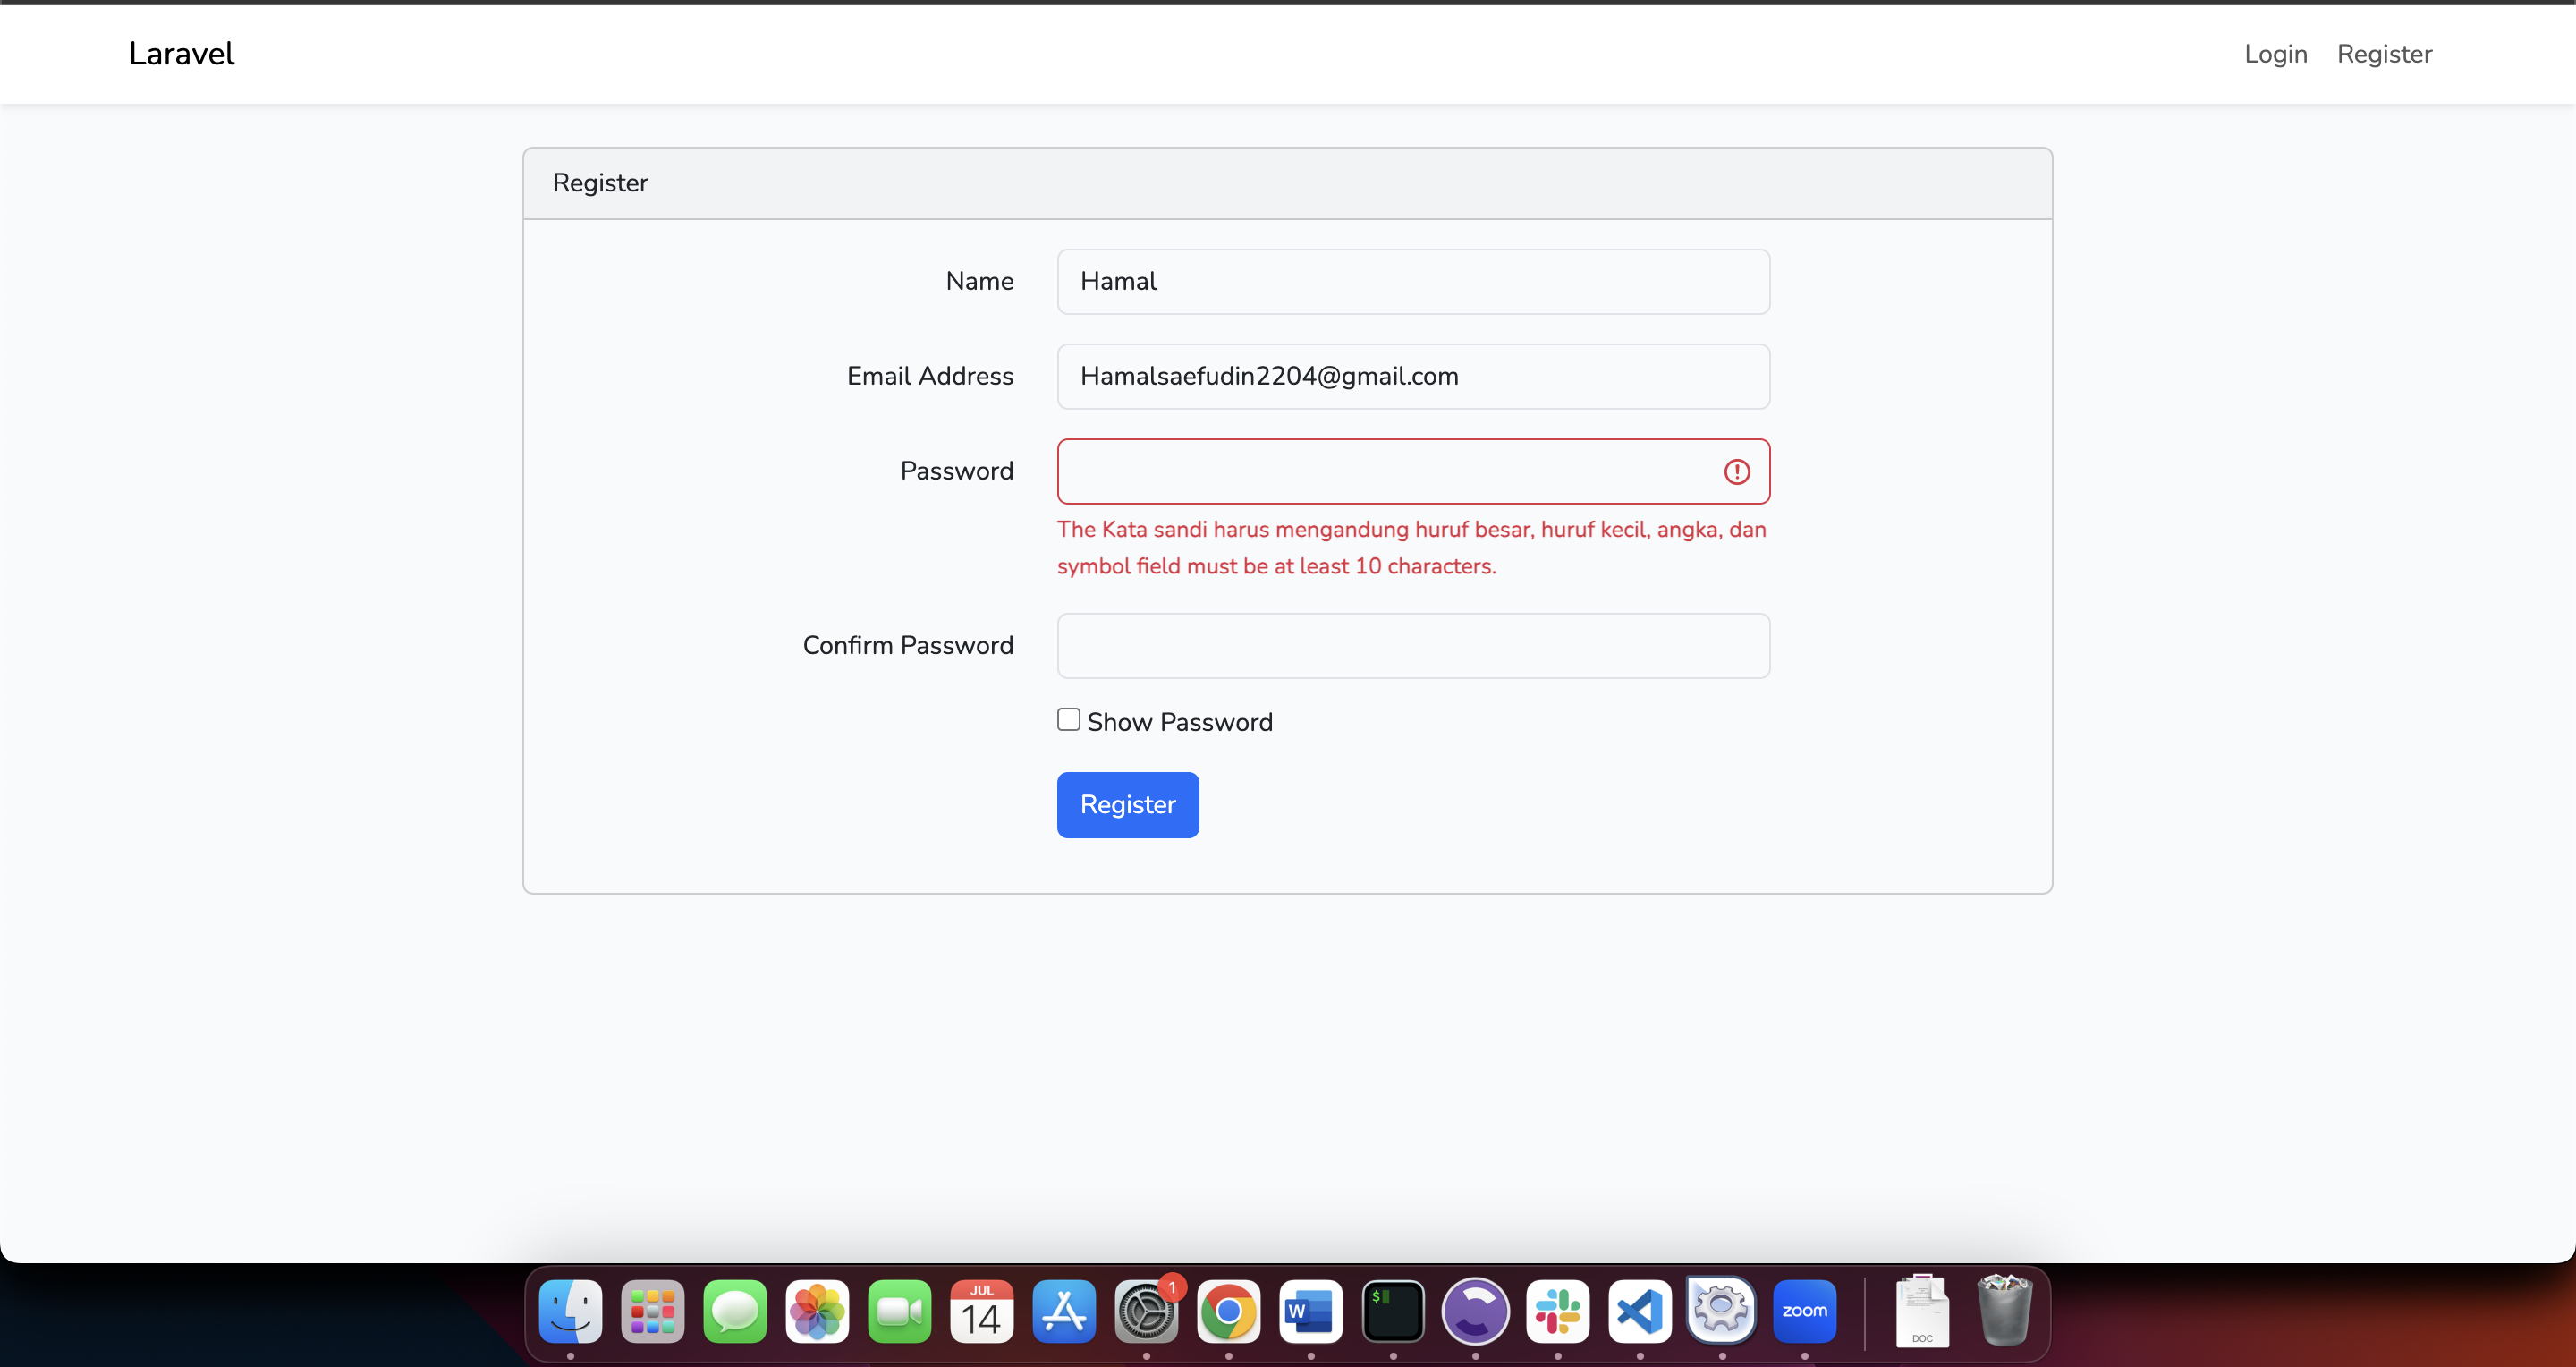 Laravel
Login Register
Register
Name
Hamal
Email Address
Hamalsaefudin2204@gmail.com
Password
The Kata sandi harus mengandung huruf besar, huruf kecil, angka, dan
symbol field must be at least 10 characters.
Confirm Password
Show Password
Register
JUL
14
1
W
$
zoom
DOC